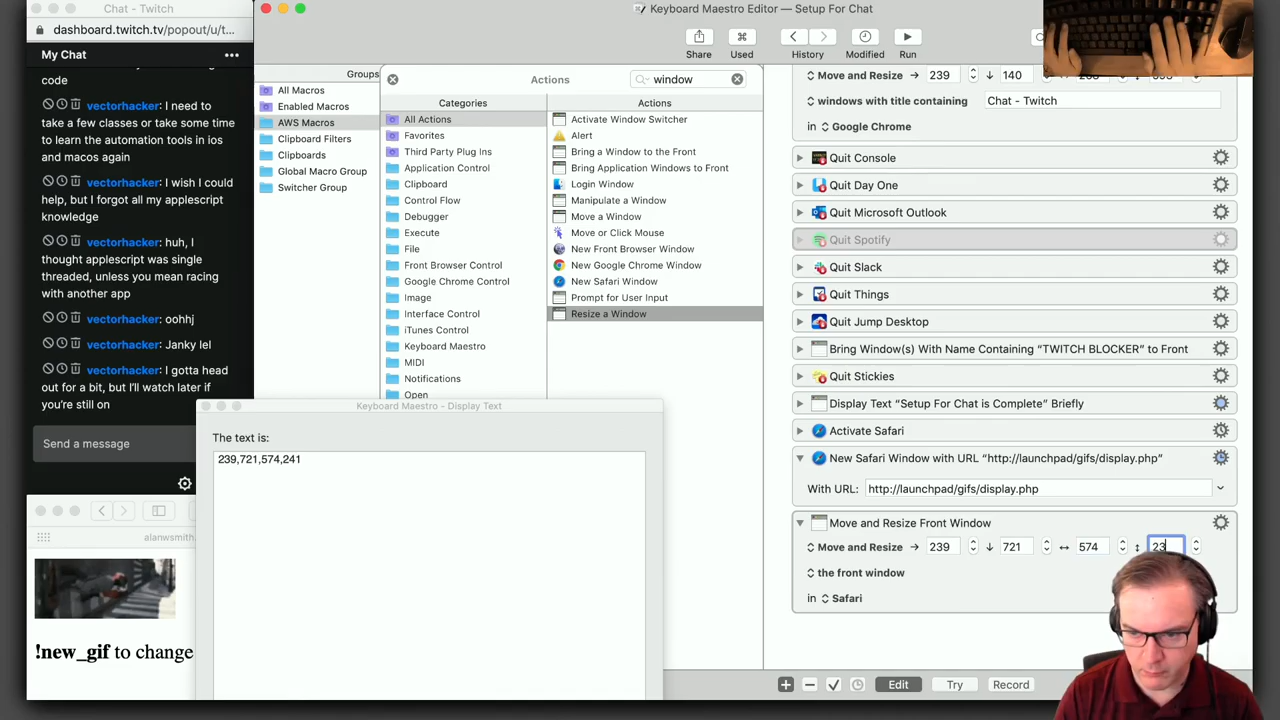 Chat - Twitch
dashboard.twitch.tv/popout/u/t...
My Chat
code
vectorhacker: I need to
take a few classes or take some time
to learn the automation tools in ios
and macos again
vectorhacker: I wish I could
help, but I forgot all my applescript
knowledge
vectorhacker: huh, I
thought applescript was single
threaded, unless you mean racing
with another app
vectorhacker: oohhj
vectorhacker: Janky lel
vectorhacker: I gotta head
out for a bit, but I'll watch later if
you're still on
Send a message
alanwsmith.
!new_gif to change
Keyboard Maestro Editor — Setup For Chat
Share
Used
History
Modified
Run
Groups
All Macros
Enabled Macros
AWS Macros
Clipboard Filters
Clipboards
Global Macro Group
Switcher Group
Actions
window
Categories
All Actions
Favorites
Third Party Plug Ins
Application Control
Clipboard
Control Flow
Debugger
Execute
File
Front Browser Control
Google Chrome Control
Image
Interface Control
iTunes Control
Keyboard Maestro
MIDI
Notifications
Open
Actions
Activate Window Switcher
Alert
Bring a Window to the Front
Bring Application Windows to Front
Login Window
Manipulate a Window
Move a Window
Move or Click Mouse
New Front Browser Window
New Google Chrome Window
New Safari Window
Prompt for User Input
Resize a Window
Keyboard Maestro - Display Text
The text is:
239,721,574,241
Move and Resize → 239 ↓ 140 ↔
windows with title containing Chat - Twitch
in Google Chrome
Quit Console
Quit Day One
Quit Microsoft Outlook
Quit Spotify
Quit Slack
Quit Things
Quit Jump Desktop
Bring Window(s) With Name Containing “TWITCH BLOCKER” to Front
Quit Stickies
Display Text “Setup For Chat is Complete” Briefly
Activate Safari
New Safari Window with URL “http://launchpad/gifs/display.php”
With URL: http://launchpad/gifs/display.php
Move and Resize Front Window
Move and Resize → 239 ↓ 721 ↔ 574 ↕ 23
the front window
in Safari
Edit
Try
Record